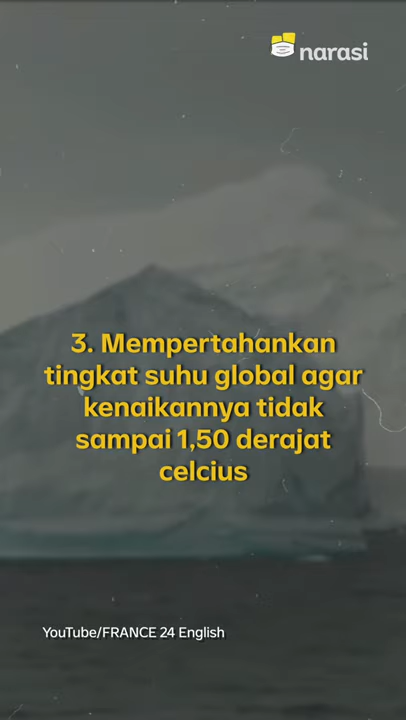 narasi
3. Mempertahankan
tingkat suhu global agar
kenaikannya tidak
sampai 1,50 derajat
celcius
YouTube/FRANCE 24 English